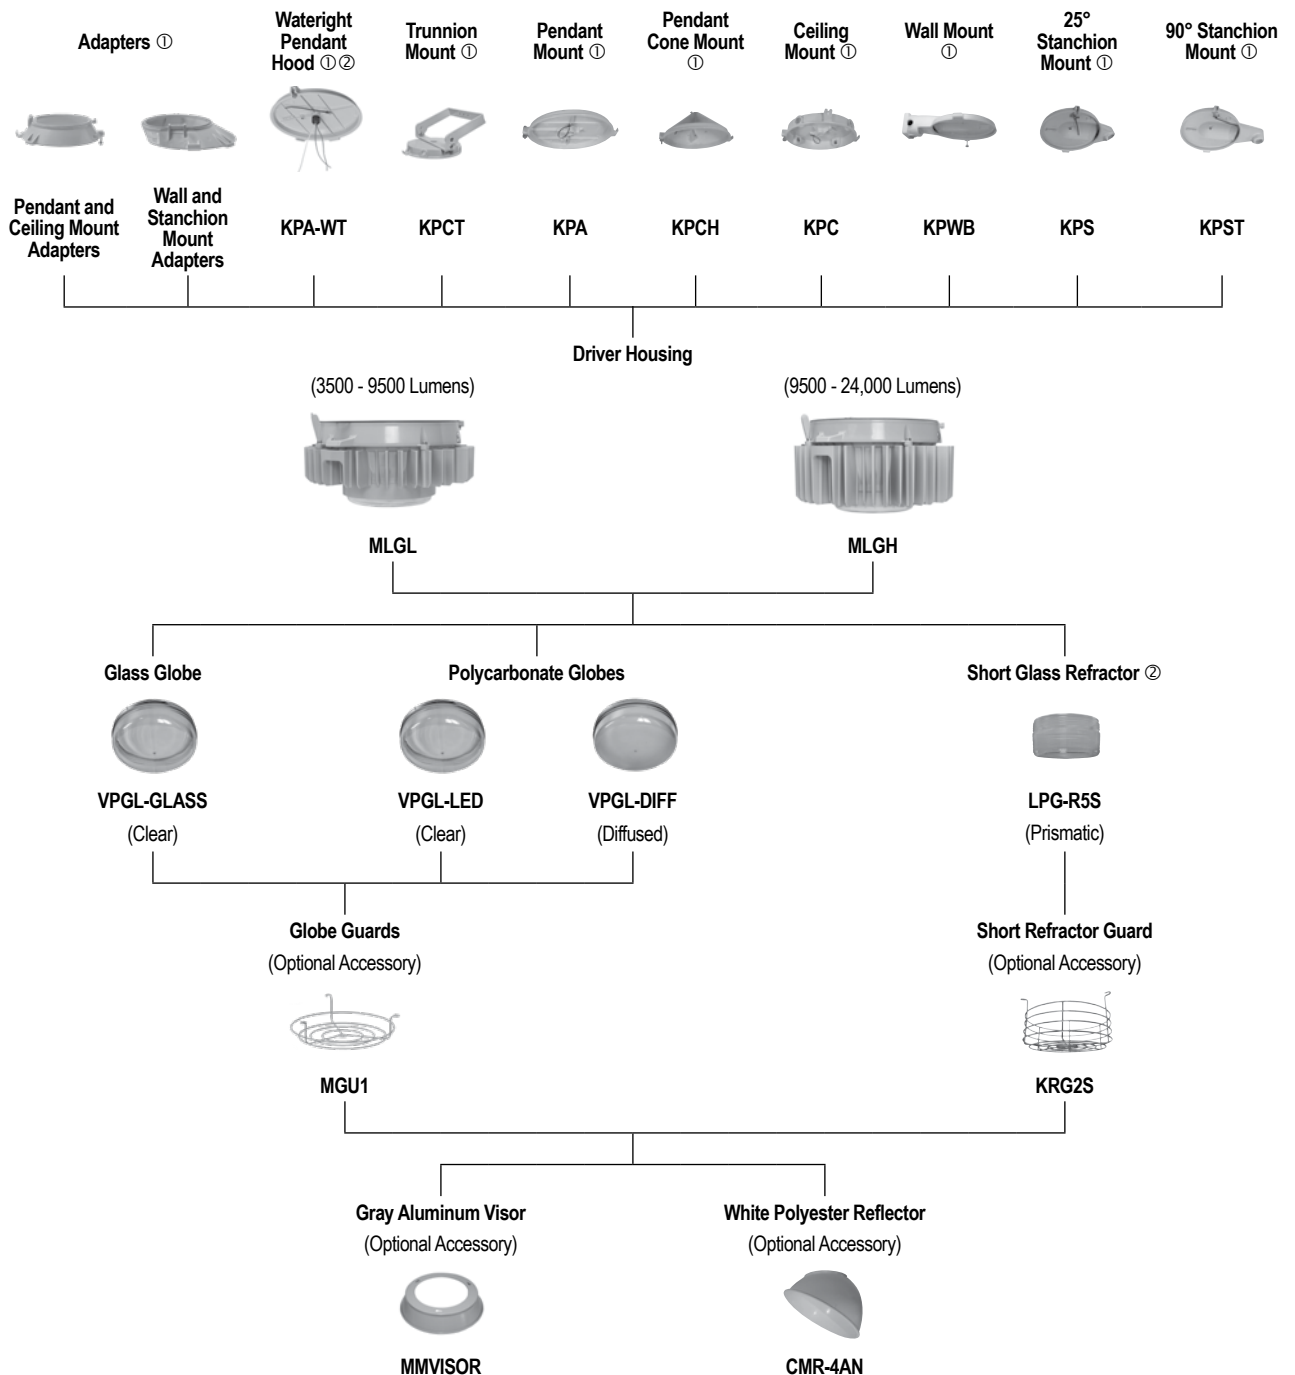 Adapters ①
Wateright
Pendant
Hood ①②
Trunnion
Mount ①
Pendant
Mount ①
Pendant
Cone Mount
①
Ceiling
Mount ①
Wall Mount
①
25°
Stanchion
Mount ①
90° Stanchion
Mount ①
Pendant and
Ceiling Mount
Adapters
Wall and
Stanchion
Mount
Adapters
KPA-WT
KPCT
KPA
KPCH
KPC
KPWB
KPS
KPST
Driver Housing
(3500 - 9500 Lumens)
(9500 - 24,000 Lumens)
MLGL
MLGH
Glass Globe
Polycarbonate Globes
Short Glass Refractor ②
VPGL-GLASS
VPGL-LED
VPGL-DIFF
LPG-R5S
(Clear)
(Clear)
(Diffused)
(Prismatic)
Globe Guards
(Optional Accessory)
Short Refractor Guard
(Optional Accessory)
MGU1
KRG2S
Gray Aluminum Visor
(Optional Accessory)
White Polyester Reflector
(Optional Accessory)
MMVISOR
CMR-4AN